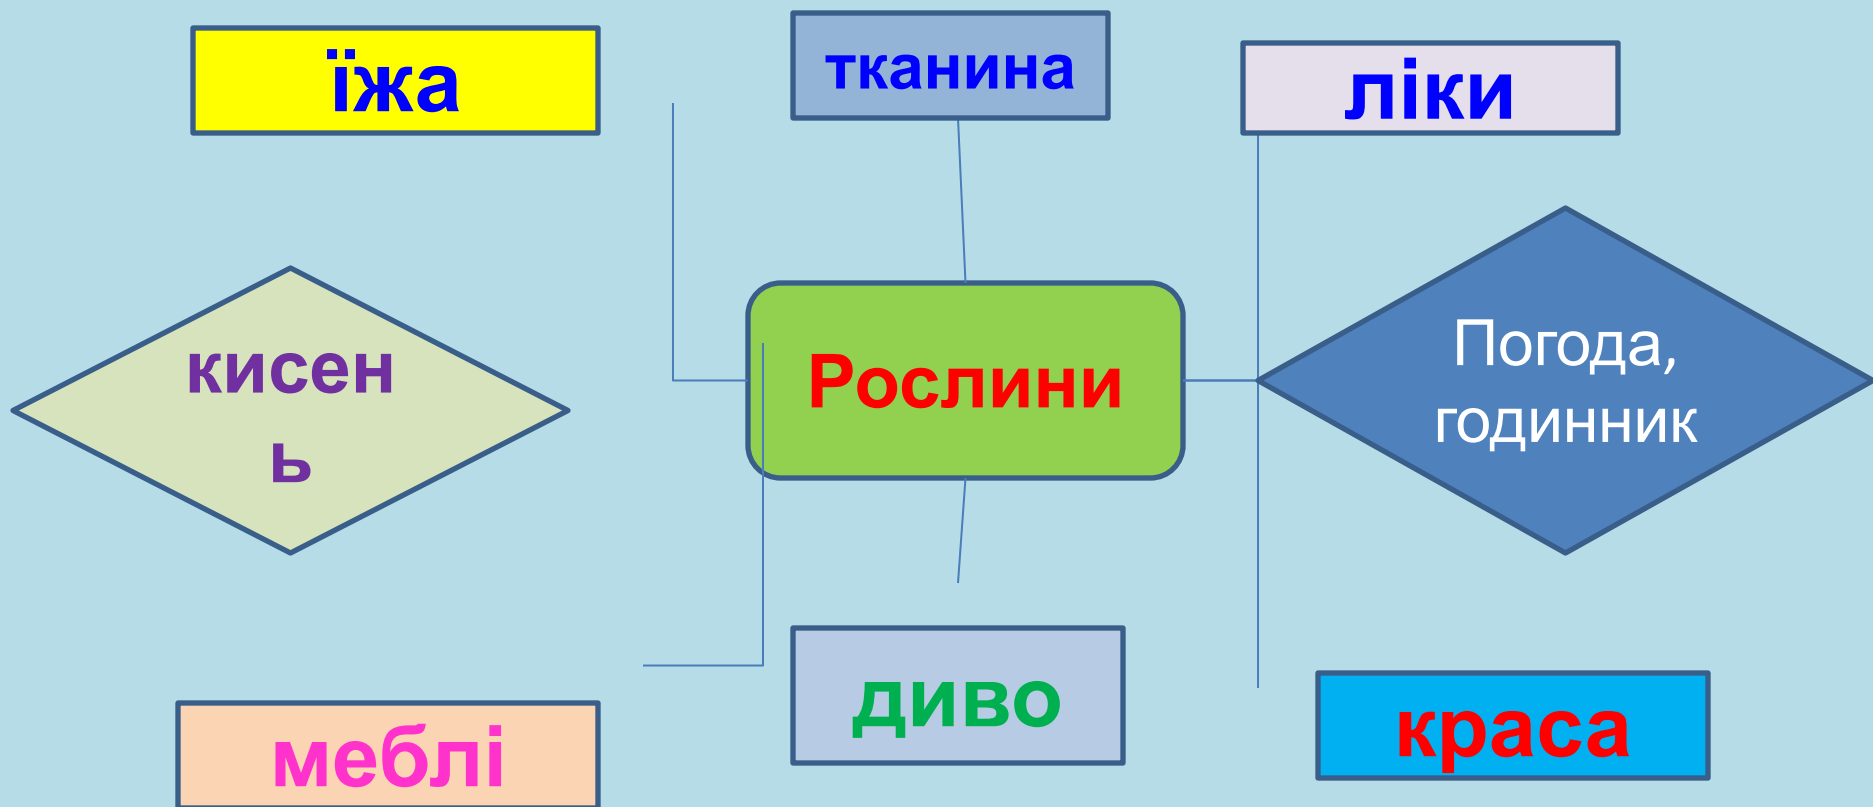 їжа
тканина
ліки
кисен
ь
Рослини
Погода,
годинник
меблі
диво
краса